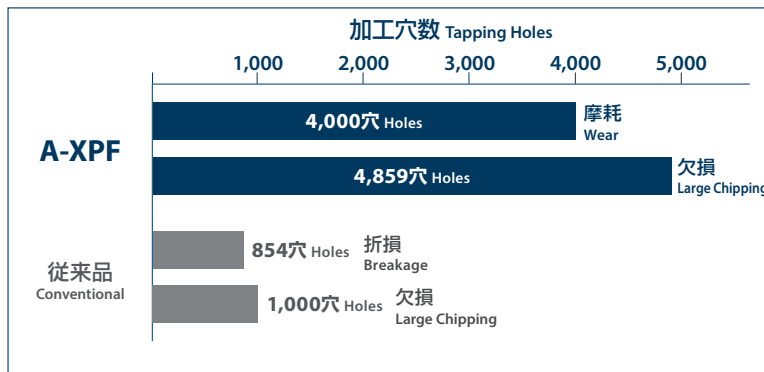 加工穴数 Tapping Holes
1,000 2,000 3,000 4,000 5,000
A-XPF
4,000穴 Holes
摩耗
Wear
4,859穴 Holes
欠損
Large Chipping
従来品
Conventional
854穴 Holes
折損
Breakage
1,000穴 Holes
欠損
Large Chipping